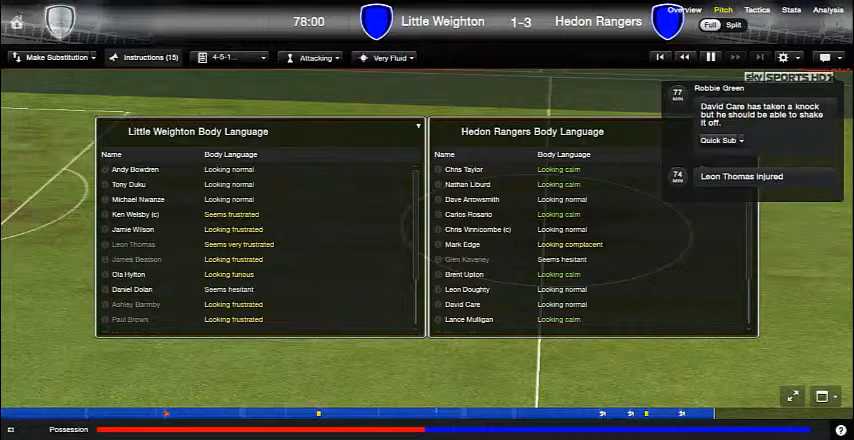 Overview Pitch Tactics Stats Analysis
78:00 Little Weighton 1-3 Hedon Rangers
Full Split
Make Substitution Instructions (15) 4-5-1... Attacking Very Fluid
sky SPORTS HD1
77 MIN Robbie Green
David Care has taken a knock
but he should be able to shake
it off.
Quick Sub
74 MIN Leon Thomas injured
Little Weighton Body Language
Name Body Language
Andy Bowdren Looking normal
Tony Duku Looking normal
Michael Nwanze Looking normal
Ken Welsby (c) Seems frustrated
Jamie Wilson Looking frustrated
Leon Thomas Seems very frustrated
James Beatson Looking frustrated
Ola Hylton Looking furious
Daniel Dolan Seems hesitant
Ashley Barmby Looking frustrated
Paul Brown Looking frustrated
Hedon Rangers Body Language
Name Body Language
Chris Taylor Looking calm
Nathan Liburd Looking calm
Dave Arrowsmith Looking normal
Carlos Rosario Looking calm
Chris Vinnicombe (c) Looking normal
Mark Edge Looking complacent
Glen Kaveney Seems hesitant
Brent Upton Looking calm
Leon Doughty Looking normal
David Care Looking normal
Lance Mulligan Looking calm
Possession
?